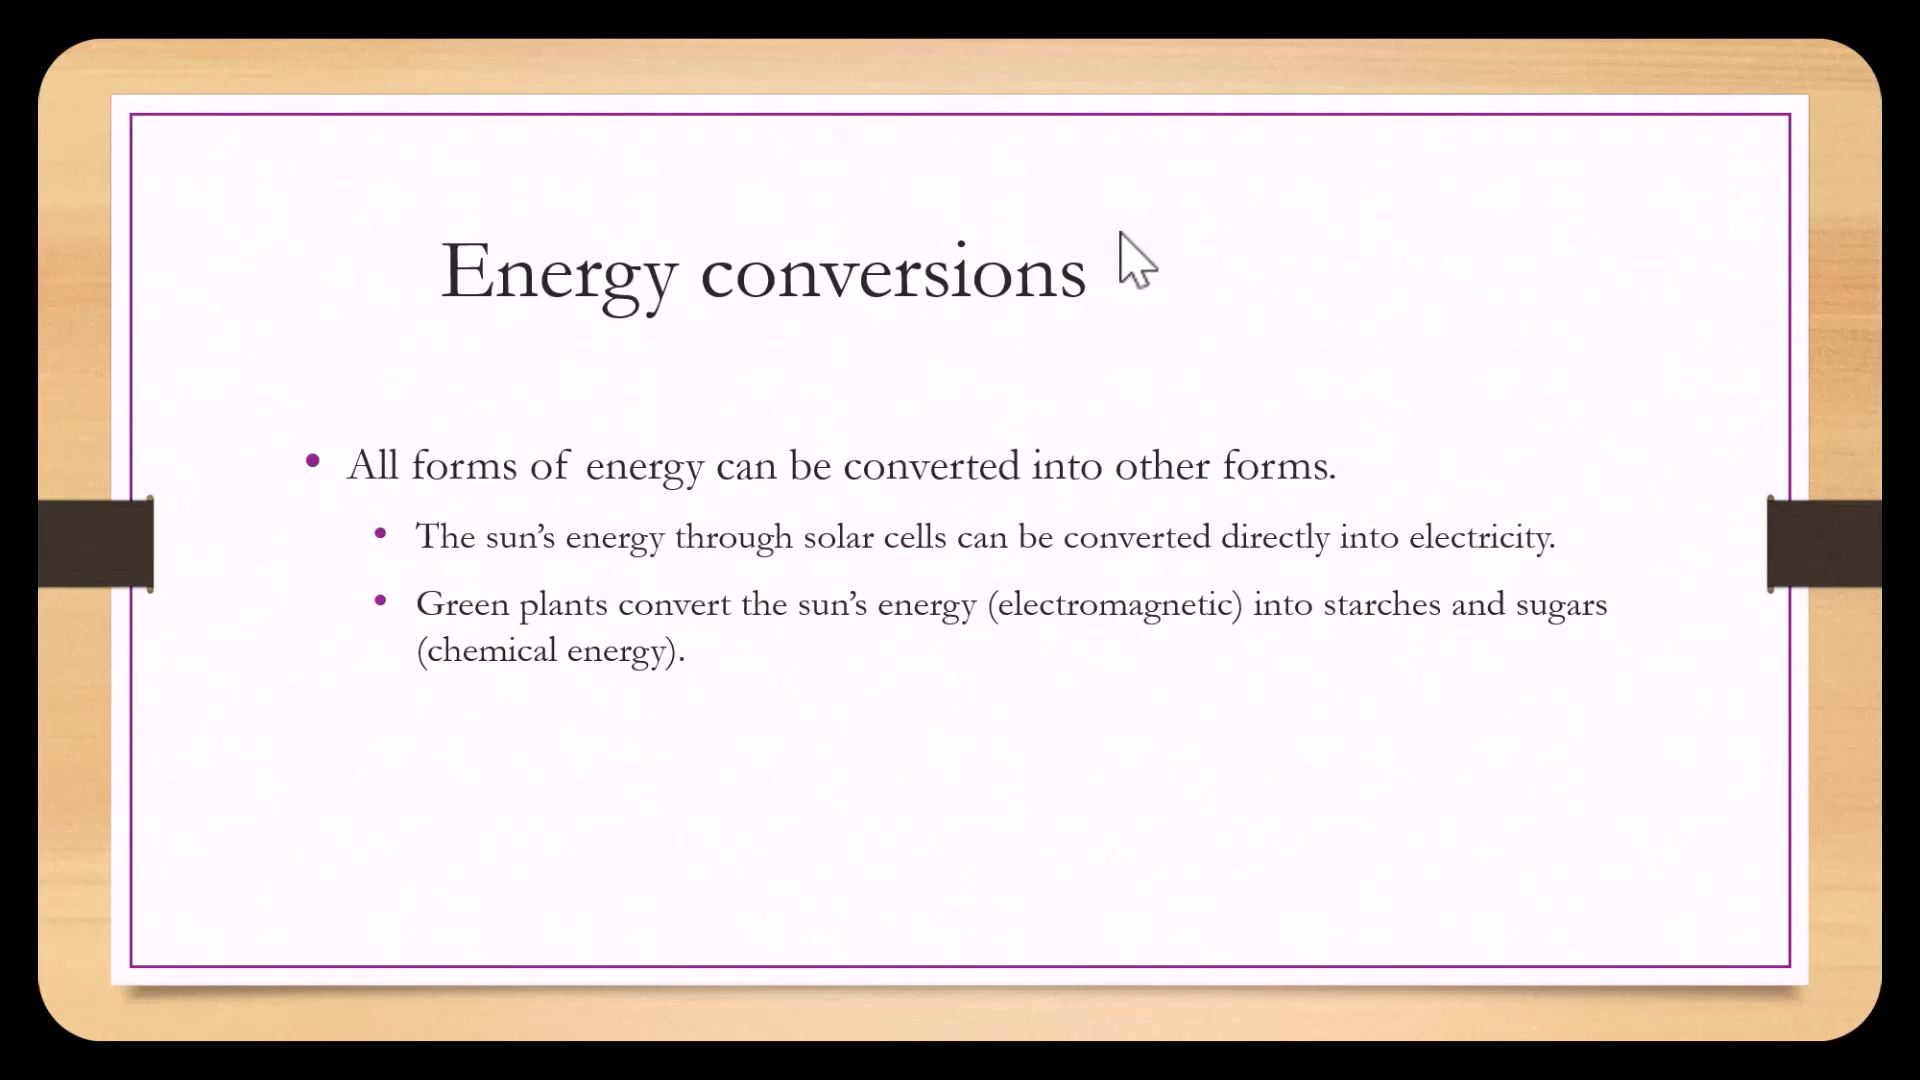 Energy conversions
• All forms of energy can be converted into other forms.
• The sun’s energy through solar cells can be converted directly into electricity.
• Green plants convert the sun’s energy (electromagnetic) into starches and sugars
(chemical energy).